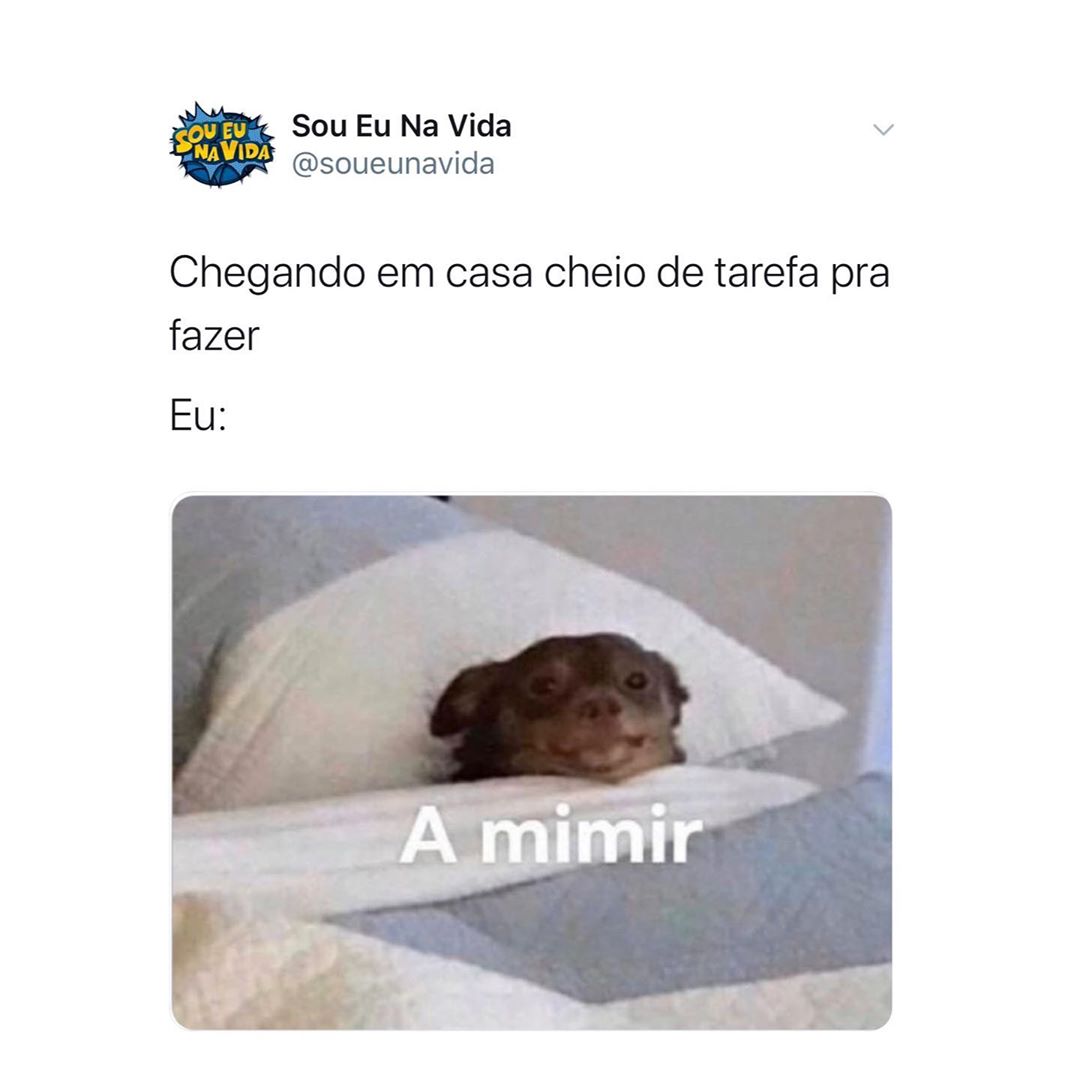 SOU EU
NA VIDA
Sou Eu Na Vida
@soueunavida
Chegando em casa cheio de tarefa pra
fazer
Eu:
A mimir